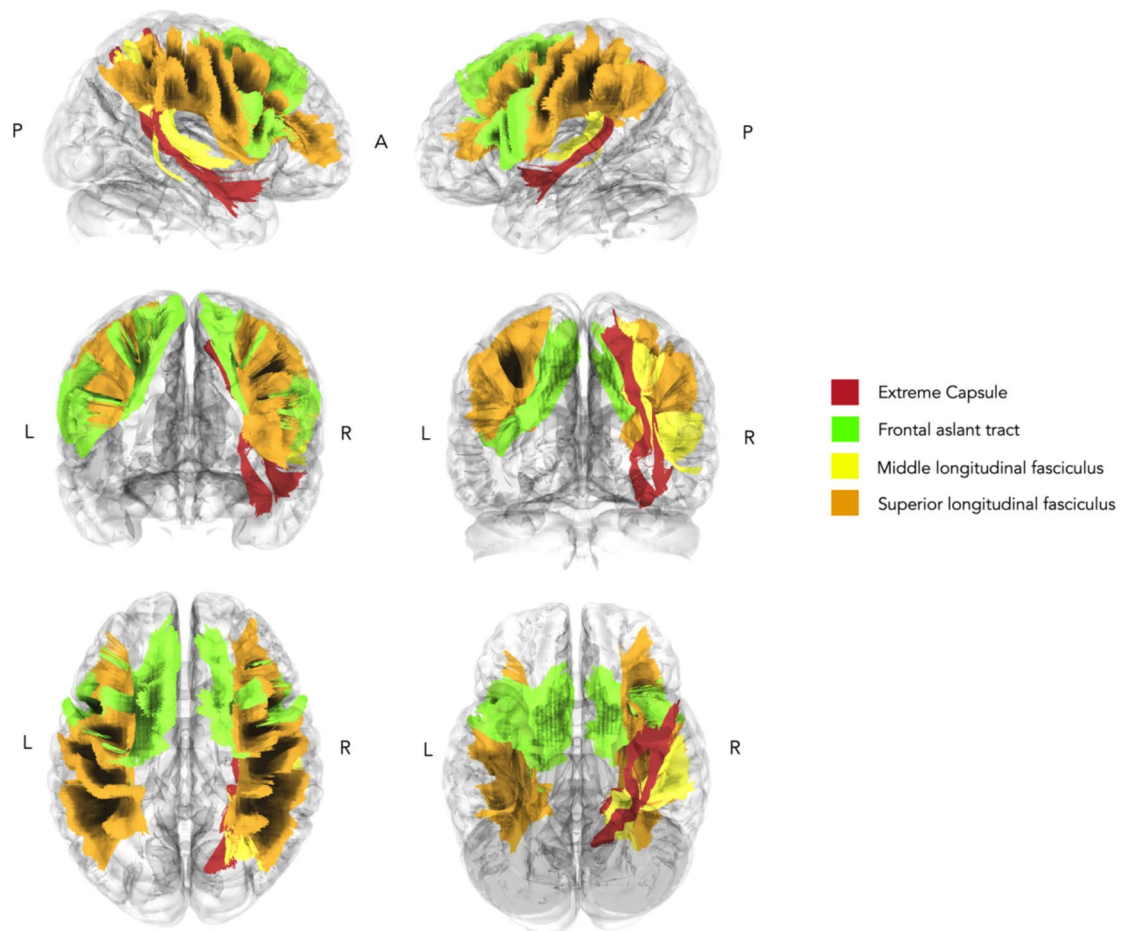 P
A
P
L
R
L
R
Extreme Capsule
Frontal aslant tract
Middle longitudinal fasciculus
Superior longitudinal fasciculus
L
R
L
R